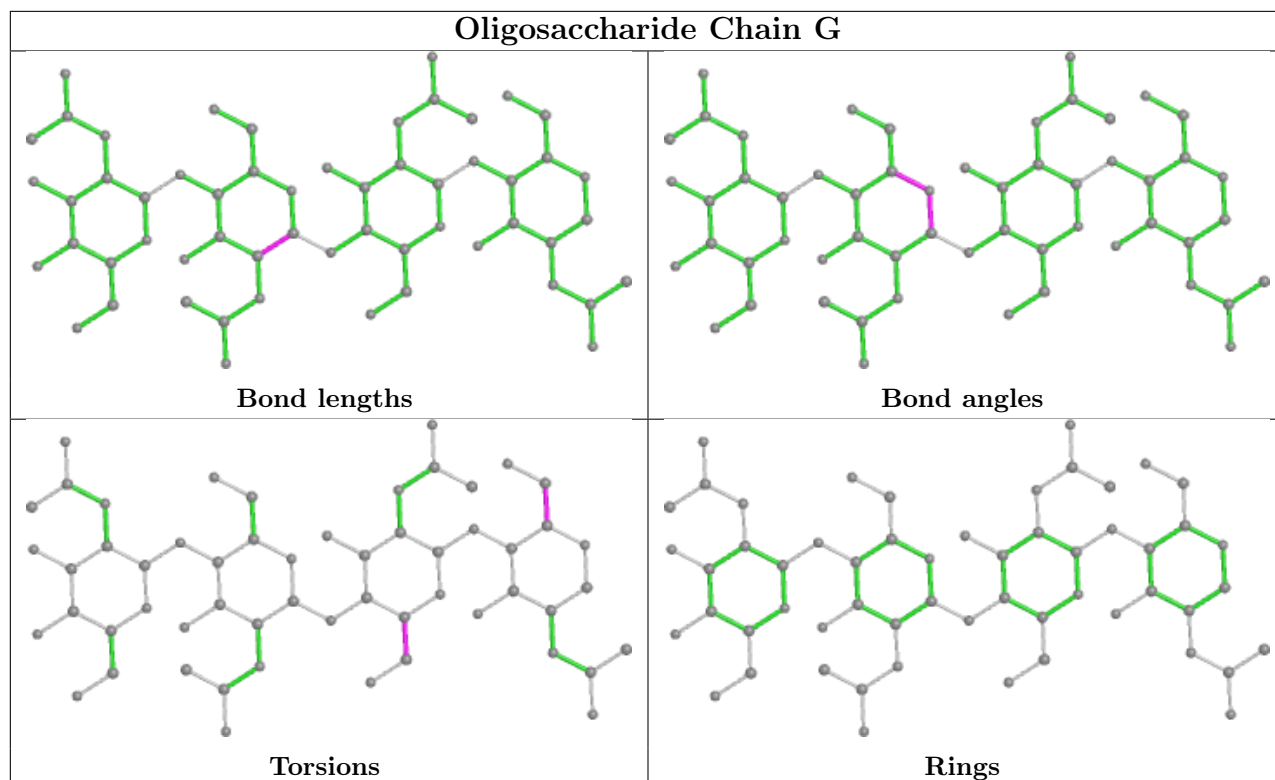 Oligosaccharide Chain G
Bond lengths
Bond angles
Torsions
Rings